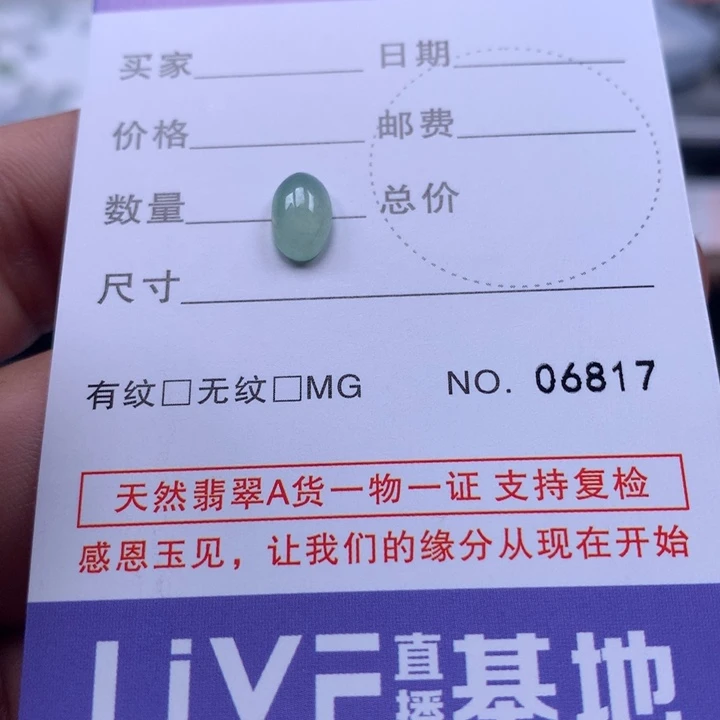 买家 日期
价格 邮费
数量 总价
尺寸
有纹□无纹□MG NO. 06817
天然翡翠A货一物一证 支持复检
感恩玉见，让我们的缘分从现在开始
LiVE 直播 基地